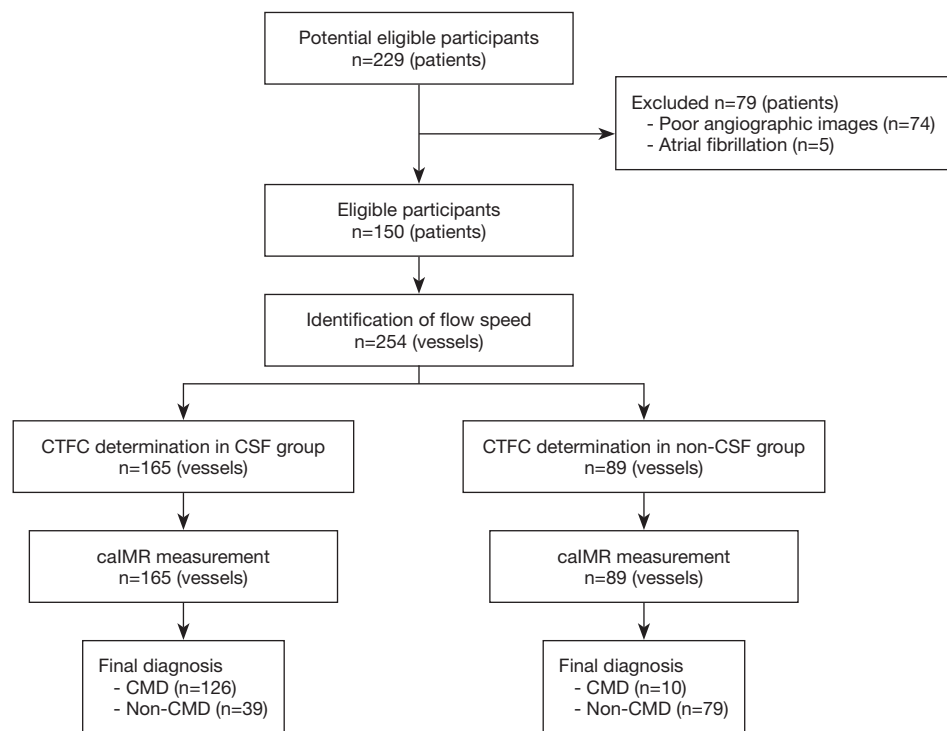 Potential eligible participants
n=229 (patients)
Excluded n=79 (patients)
- Poor angiographic images (n=74)
- Atrial fibrillation (n=5)
Eligible participants
n=150 (patients)
Identification of flow speed
n=254 (vessels)
CTFC determination in CSF group
n=165 (vessels)
CTFC determination in non-CSF group
n=89 (vessels)
caIMR measurement
n=165 (vessels)
caIMR measurement
n=89 (vessels)
Final diagnosis
- CMD (n=126)
- Non-CMD (n=39)
Final diagnosis
- CMD (n=10)
- Non-CMD (n=79)